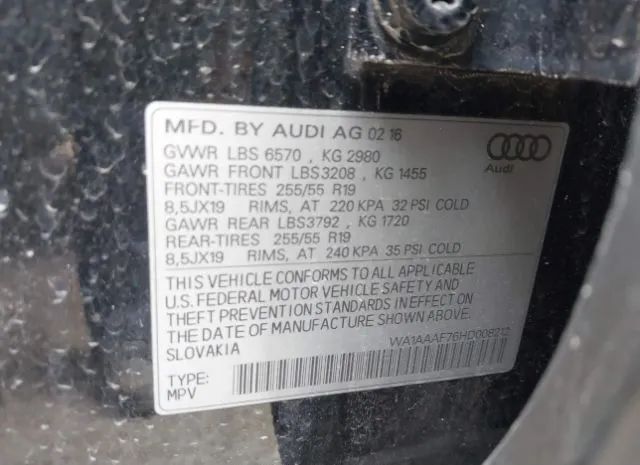 MFD. BY AUDI AG 02 16
GVWR LBS 6570 , KG 2980
GAWR FRONT LBS3208 , KG 1455
FRONT-TIRES 255/55 R19
8,5JX19 RIMS, AT 220 KPA 32 PSI COLD
GAWR REAR LBS3792 , KG 1720
REAR-TIRES 255/55 R19
8,5JX19 RIMS, AT 240 KPA 35 PSI COLD
Audi
THIS VEHICLE CONFORMS TO ALL APPLICABLE
U.S. FEDERAL MOTOR VEHICLE SAFETY AND
THEFT PREVENTION STANDARDS IN EFFECT ON
THE DATE OF MANUFACTURE SHOWN ABOVE
SLOVAKIA
WA1AAAF76HD008212
TYPE:
MPV